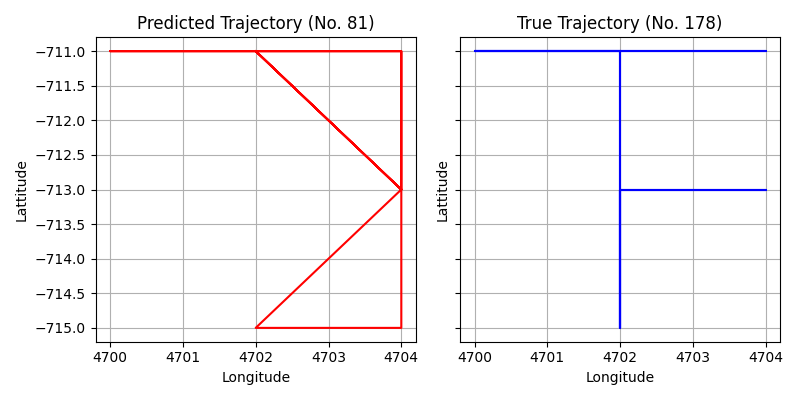 Predicted Trajectory (No. 81)
True Trajectory (No. 178)
−711.0
−711.5
−712.0
−712.5
−713.0
−713.5
−714.0
−714.5
−715.0
Lattitude
Lattitude
4700 4701 4702 4703 4704
4700 4701 4702 4703 4704
Longitude
Longitude